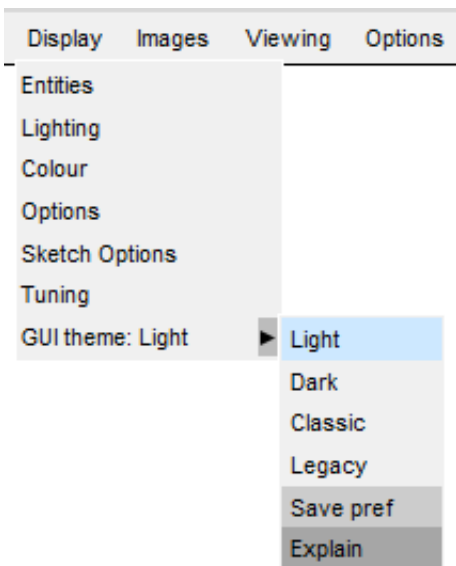 Display Images Viewing Options
Entities
Lighting
Colour
Options
Sketch Options
Tuning
GUI theme: Light
Light
Dark
Classic
Legacy
Save pref
Explain